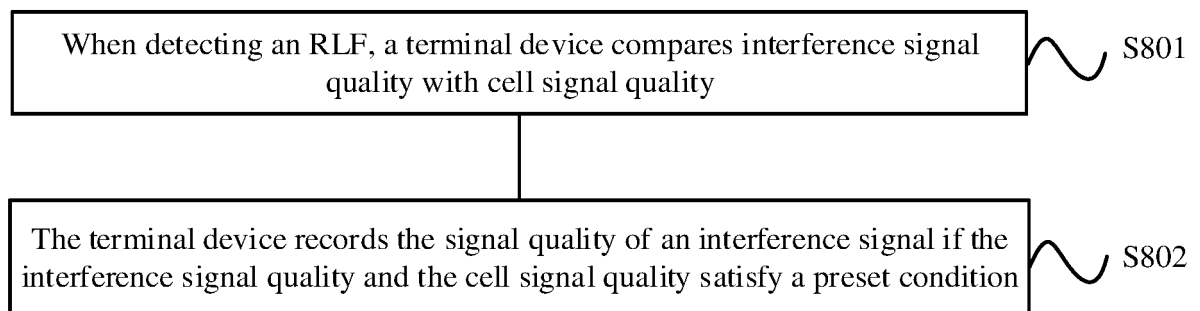 When detecting an RLF, a terminal device compares interference signal
quality with cell signal quality
S801
The terminal device records the signal quality of an interference signal if the
interference signal quality and the cell signal quality satisfy a preset condition
S802